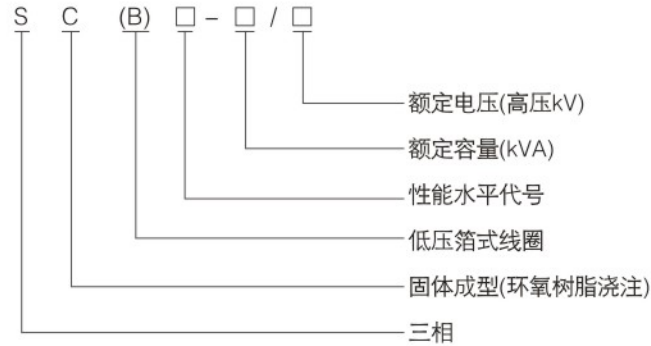 S C (B) □ - □ / □
额定电压(高压kV)
额定容量(kVA)
性能水平代号
低压箔式线圈
固体成型(环氧树脂浇注)
三相